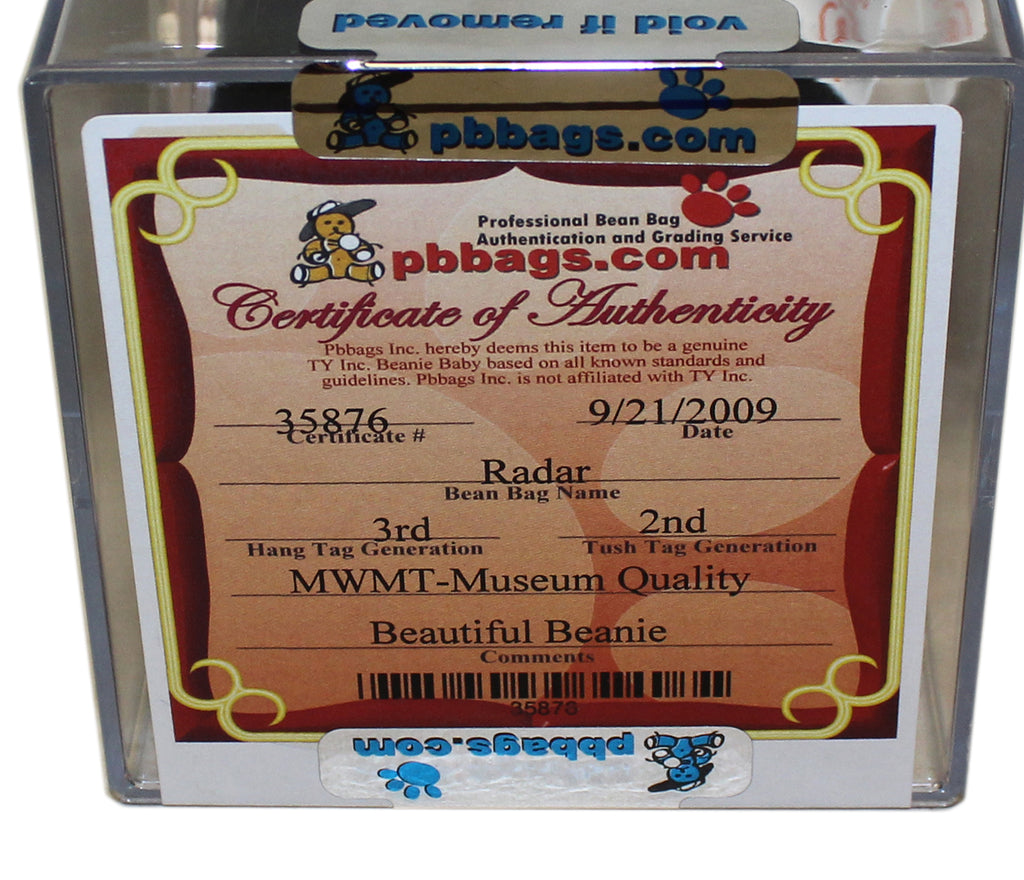 void if removed
pbbags.com
Professional Bean Bag
Authentication and Grading Service
pbbags.com
Certificate of Authenticity
Pbbags Inc. hereby deems this item to be a genuine
TY Inc. Beanie Baby based on all known standards and
guidelines. Pbbags Inc. is not affiliated with TY Inc.
35876 9/21/2009
Certificate # Date
Radar
Bean Bag Name
3rd 2nd
Hang Tag Generation Tush Tag Generation
MWMT-Museum Quality
Beautiful Beanie
Comments
pbbags.com